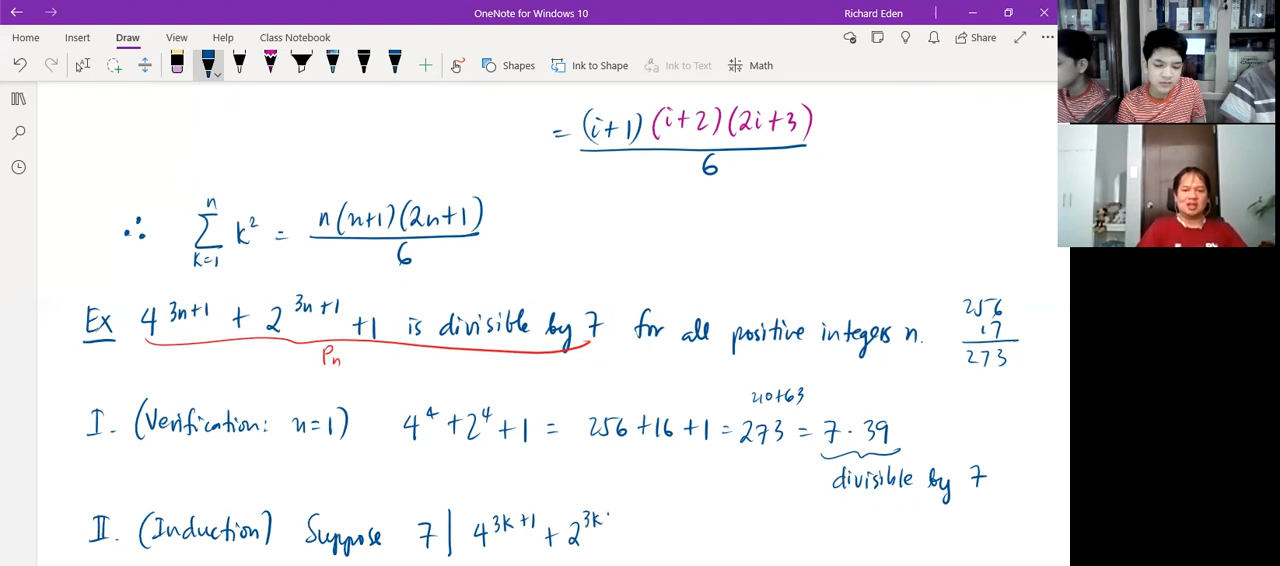 OneNote for Windows 10
Richard Eden
Home Insert Draw View Help Class Notebook Share
Shapes Ink to Shape Ink to Text Math
= (i+1)(i+2)(2i+3)
6
∴ n∑k=1 k² = n(n+1)(2n+1)
6
Ex 4^{3n+1} + 2^{3n+1} +1 is divisible by 7 for all positive integers n.
Pn
256
17
273
210+63
I. (Verification: n=1) 4⁴ +2⁴ +1 = 256 +16 +1 = 273 = 7 · 39
divisible by 7
II. (Induction) Suppose 7 | 4^{3k+1} + 2^{3k